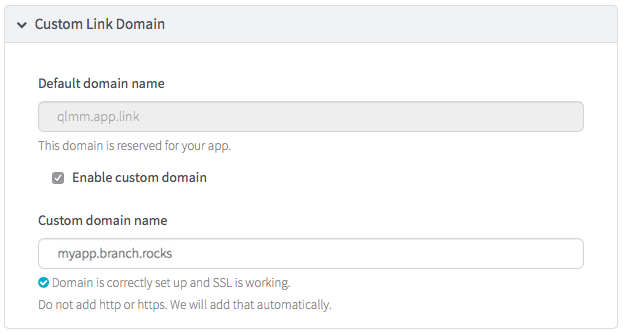 Custom Link Domain
Default domain name
qlmm.app.link
This domain is reserved for your app.
Enable custom domain
Custom domain name
myapp.branch.rocks
Domain is correctly set up and SSL is working.
Do not add http or https. We will add that automatically.